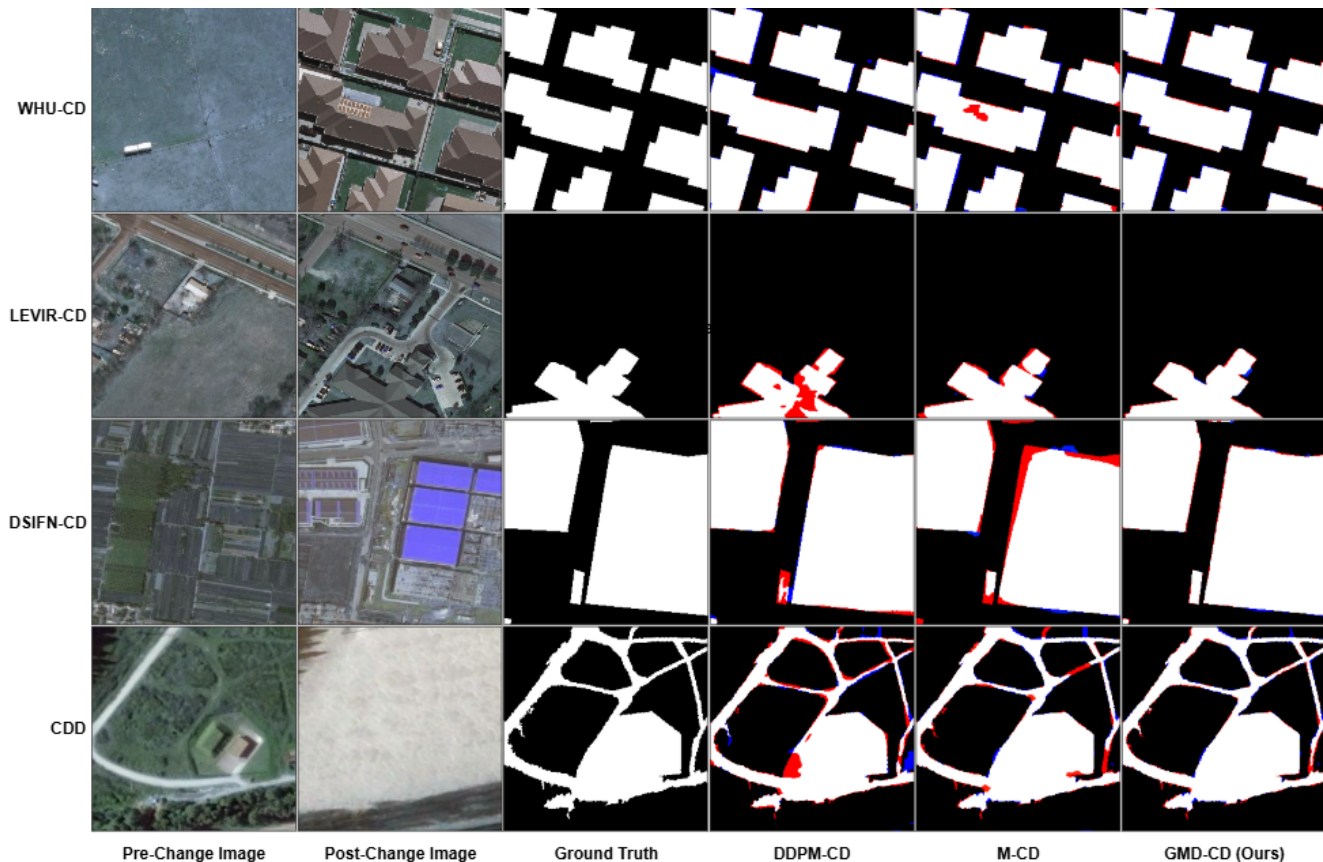 WHU-CD
LEVIR-CD
DSIFN-CD
CDD
Pre-Change Image Post-Change Image Ground Truth DDPM-CD M-CD GMD-CD (Ours)